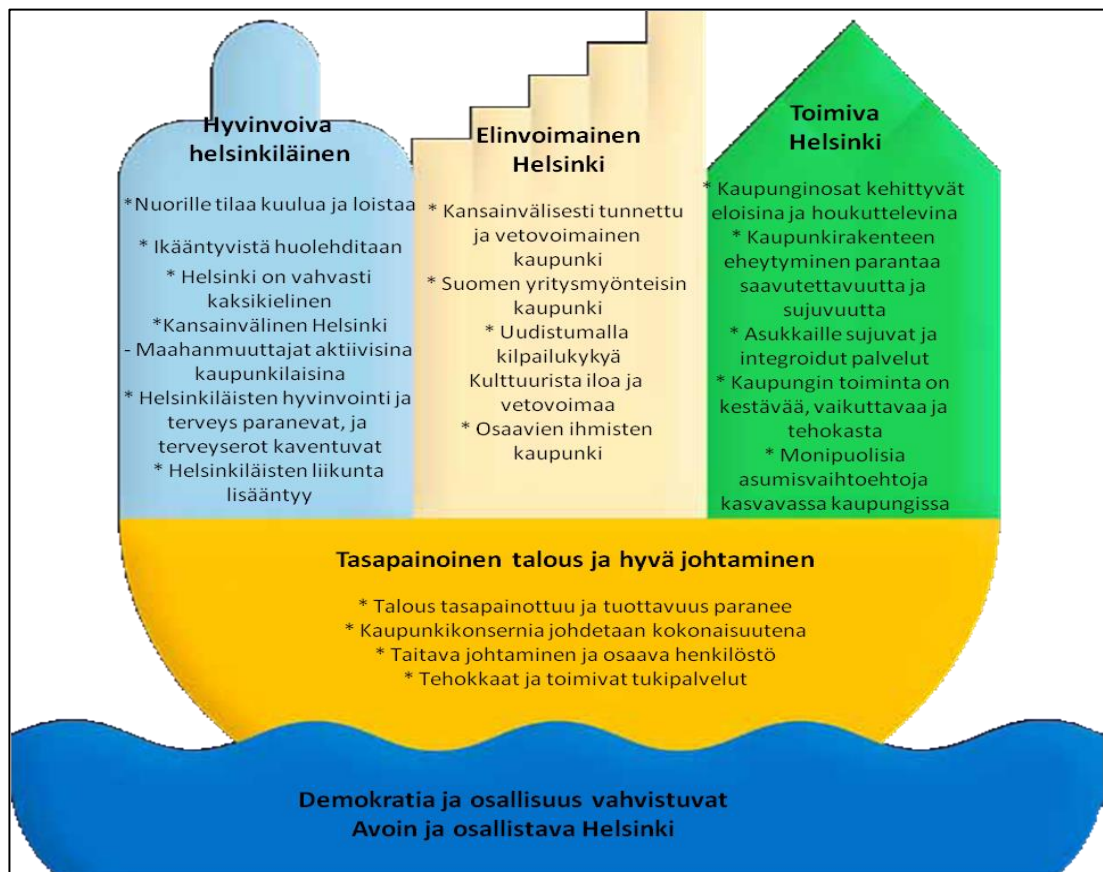 Hyvinvoiva
helsinkiläinen
*Nuorille tilaa kuulua ja loistaa
* Ikääntyvistä huolehditaan
* Helsinki on vahvasti
kaksikielinen
*Kansainvälinen Helsinki
- Maahanmuuttajat aktiivisina
kaupunkilaisina
* Helsinkiläisten hyvinvointi ja
terveys paranevat, ja
terveyserot kaventuvat
* Helsinkiläisten liikunta
lisääntyy
Elinvoimainen
Helsinki
* Kansainvälisesti tunnettu
ja vetovoimainen
kaupunki
* Suomen yritysmyönteisin
kaupunki
* Uudistumalla
kilpailukykyä
Kulttuurista iloa ja
vetovoimaa
* Osaavien ihmisten
kaupunki
Toimiva
Helsinki
* Kaupunginosat kehittyvät
eloisina ja houkuttelevina
* Kaupunkirakenteen
eheytyminen parantaa
saavutettavuutta ja
sujuvuutta
* Asukkaille sujuvat ja
integroidut palvelut
* Kaupungin toiminta on
kestävää, vaikuttavaa ja
tehokasta
* Monipuolisia
asumisvaihtoehtoja
kasvavassa kaupungissa
Tasapainoinen talous ja hyvä johtaminen
* Talous tasapainottuu ja tuottavuus paranee
* Kaupunkikonsernia johdetaan kokonaisuutena
* Taitava johtaminen ja osaava henkilöstö
* Tehokkaat ja toimivat tukipalvelut
Demokratia ja osallisuus vahvistuvat
Avoin ja osallistava Helsinki